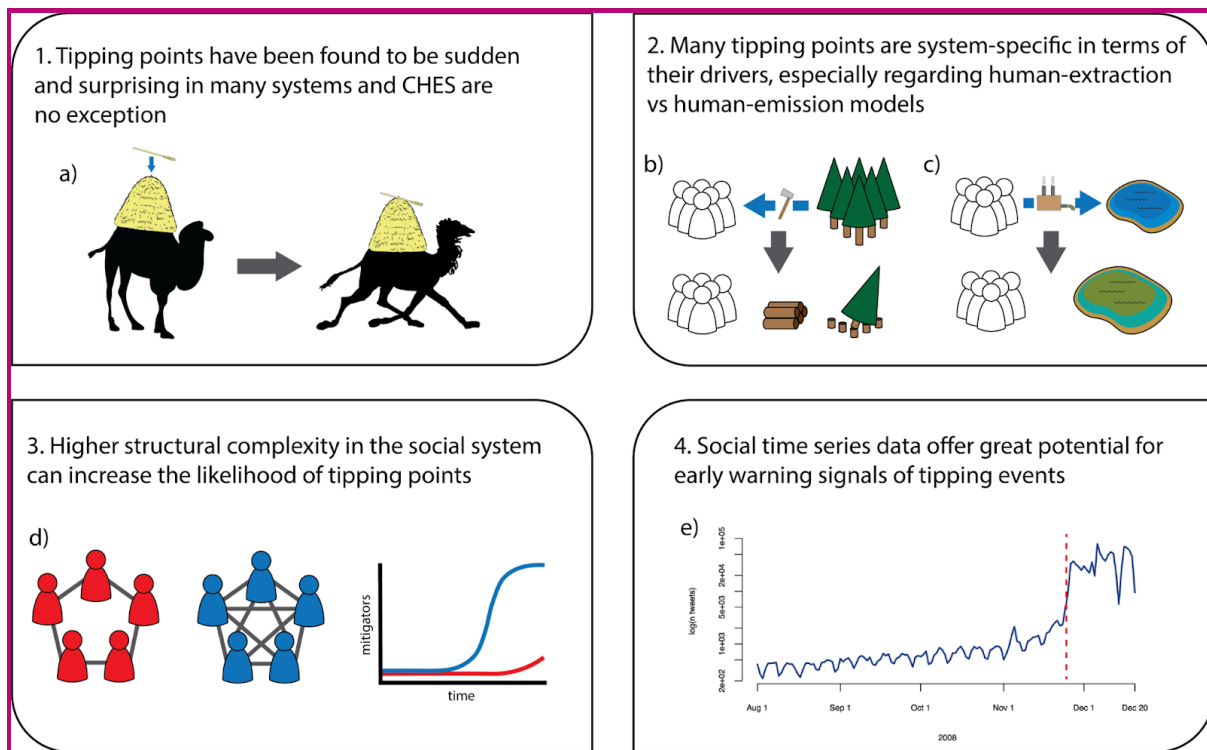 1. Tipping points have been found to be sudden
and surprising in many systems and CHES are
no exception
a)
2. Many tipping points are system-specific in terms of
their drivers, especially regarding human-extraction
vs human-emission models
b)
c)
3. Higher structural complexity in the social system
can increase the likelihood of tipping points
d)
mitigators
time
4. Social time series data offer great potential for
early warning signals of tipping events
e)
log(n tweets)
1e+05
2e+04
5e+03
1e+03
2e+02
Aug 1 Sep 1 Oct 1 Nov 1 Dec 1 Dec 20
2008